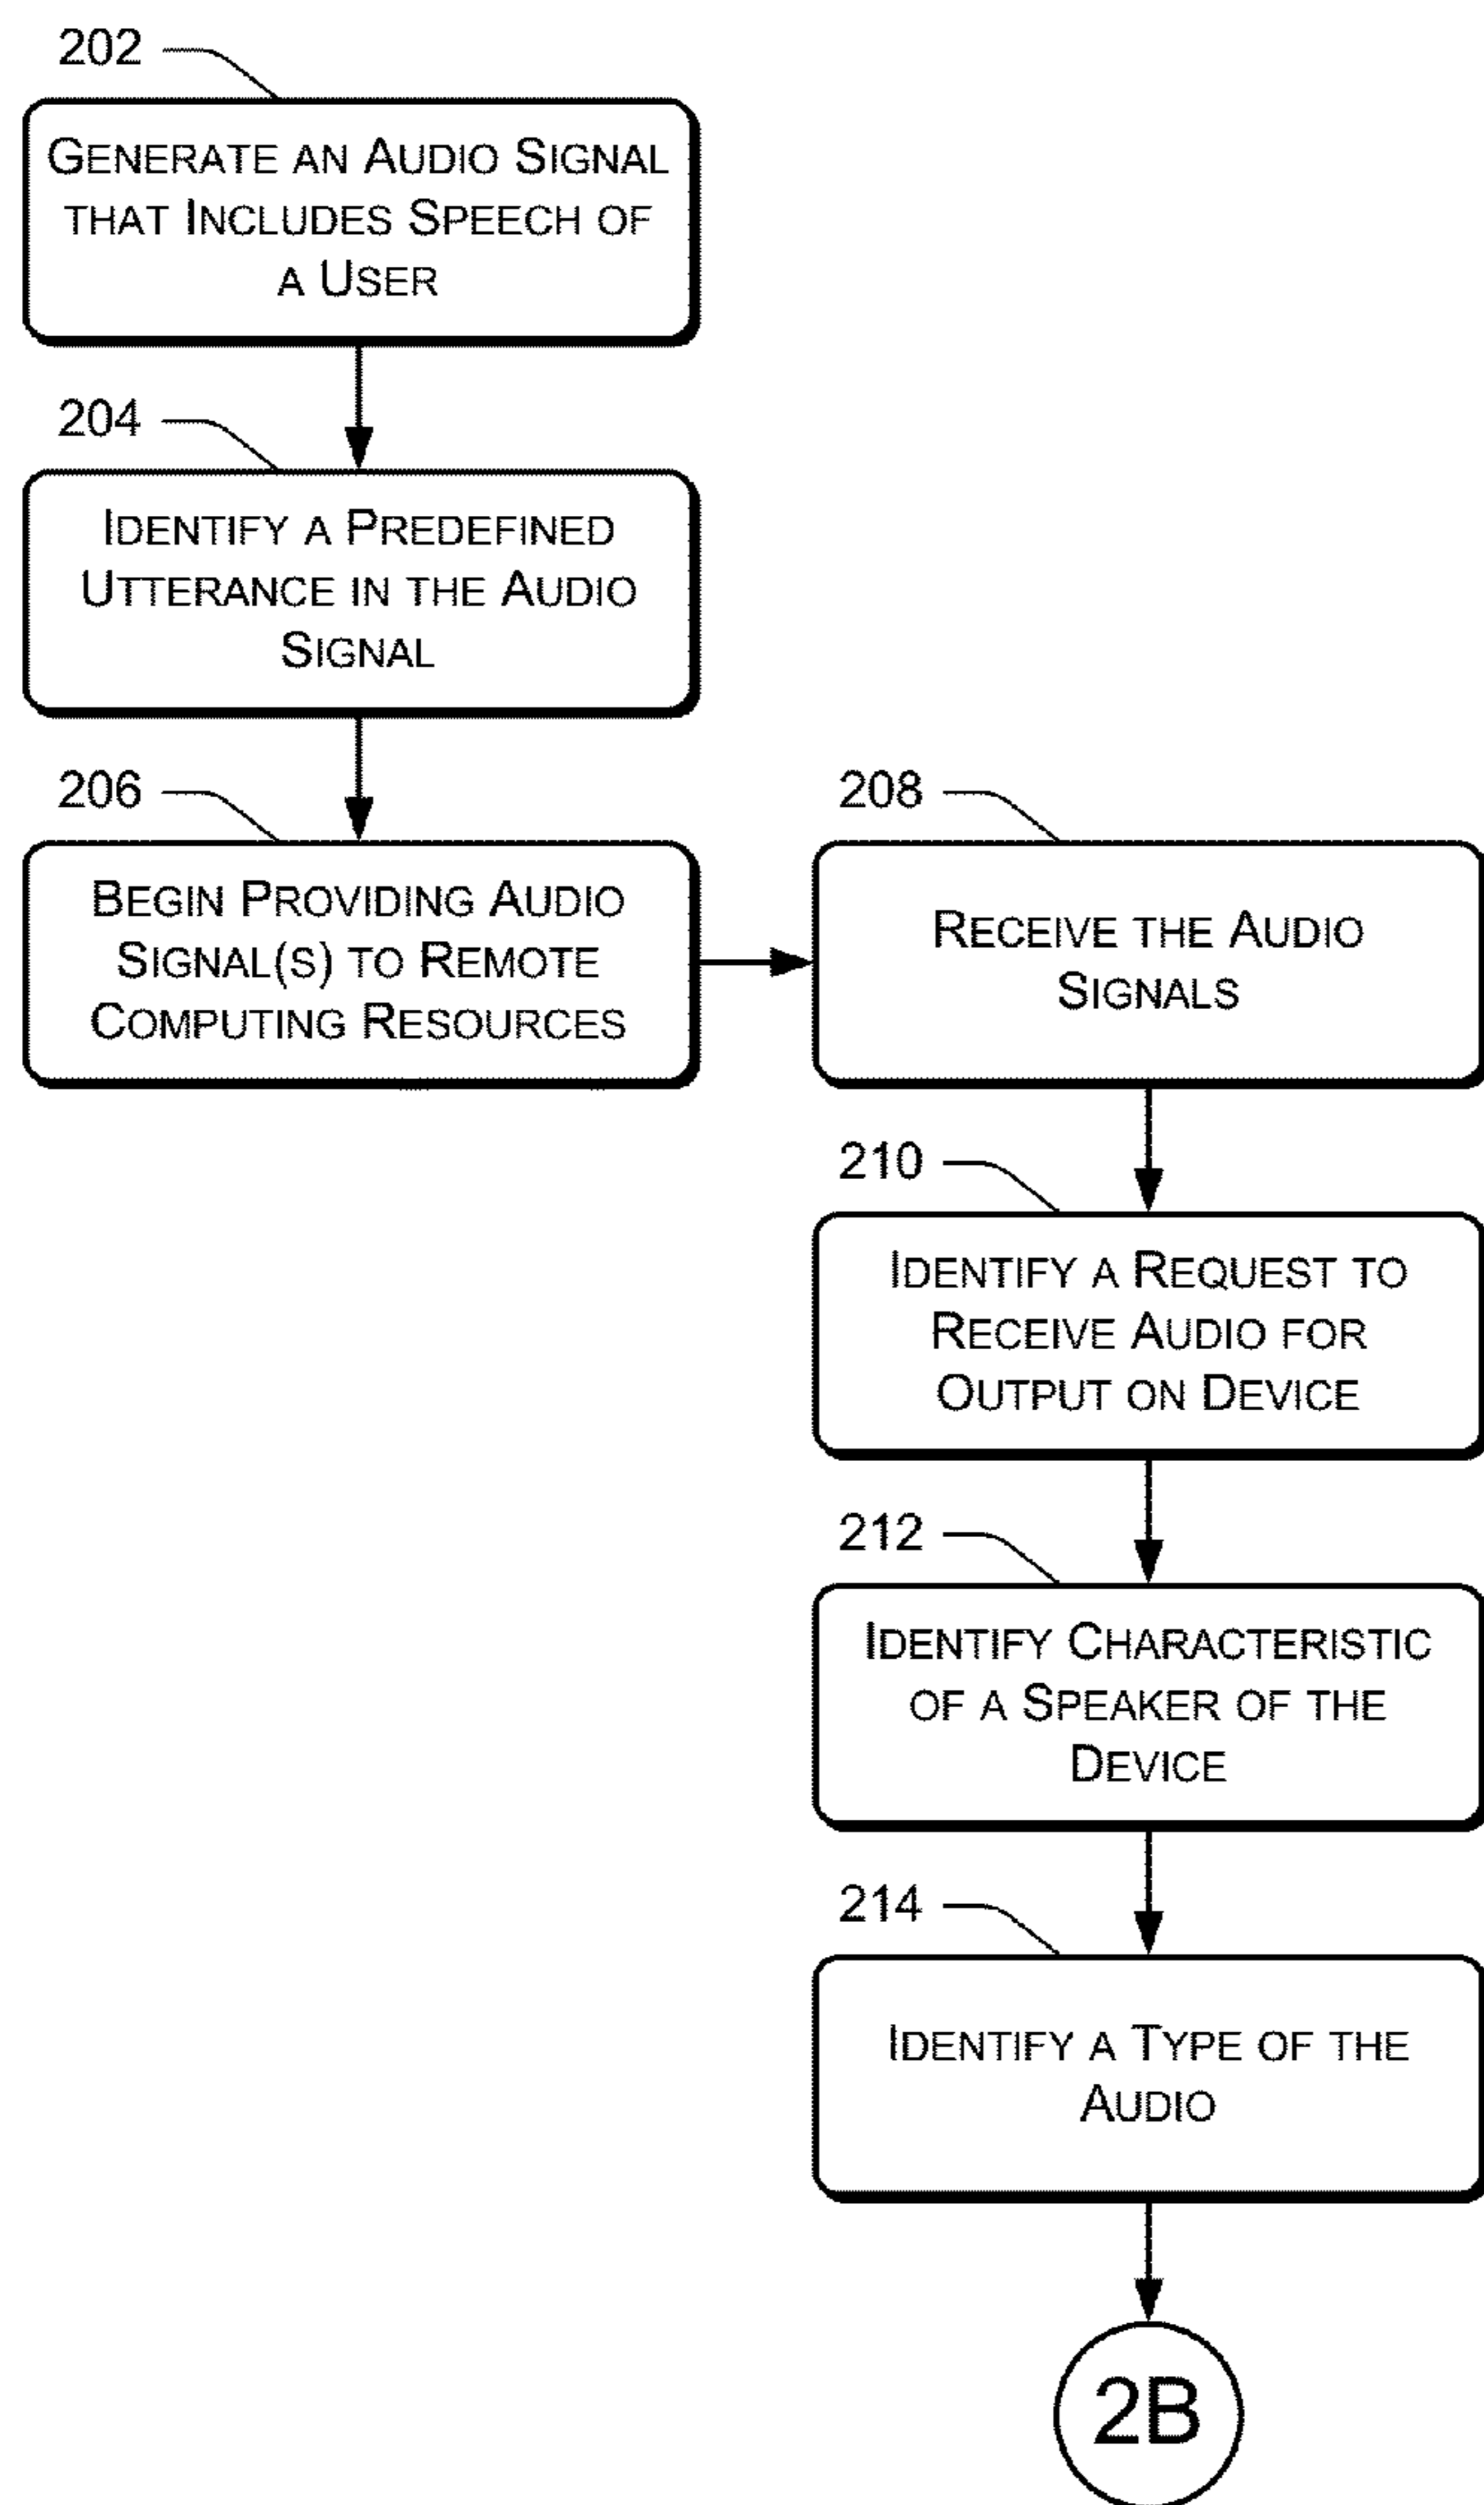 202
GENERATE AN AUDIO SIGNAL
THAT INCLUDES SPEECH OF
A USER
204
IDENTIFY A PREDEFINED
UTTERANCE IN THE AUDIO
SIGNAL
206
BEGIN PROVIDING AUDIO
SIGNAL(S) TO REMOTE
COMPUTING RESOURCES
208
RECEIVE THE AUDIO
SIGNALS
210
IDENTIFY A REQUEST TO
RECEIVE AUDIO FOR
OUTPUT ON DEVICE
212
IDENTIFY CHARACTERISTIC
OF A SPEAKER OF THE
DEVICE
214
IDENTIFY A TYPE OF THE
AUDIO
2B